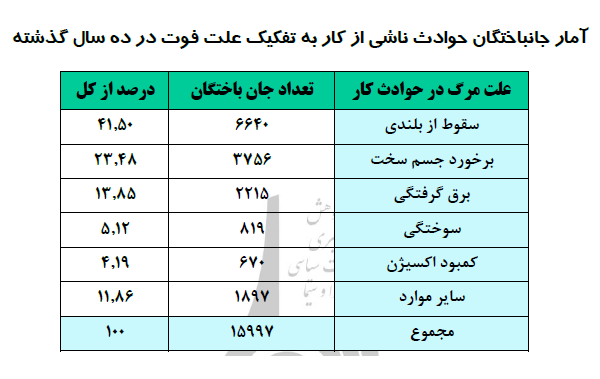 آمار جانباختگان حوادث ناشی از کار به تفکیک علت فوت در ده سال گذشته
علت مرگ در حوادث کار تعداد جان باختگان درصد از کل
سقوط از بلندی ۶۶۴۰ ۴۱,۵۰
برخورد جسم سخت ۳۷۵۶ ۲۳,۴۸
برق گرفتگی ۲۲۱۵ ۱۳,۸۵
سوختگی ۸۱۹ ۵,۱۲
کمبود اکسیژن ۶۷۰ ۴,۱۹
سایر موارد ۱۸۹۷ ۱۱,۸۶
مجموع ۱۵۹۹۷ ۱۰۰